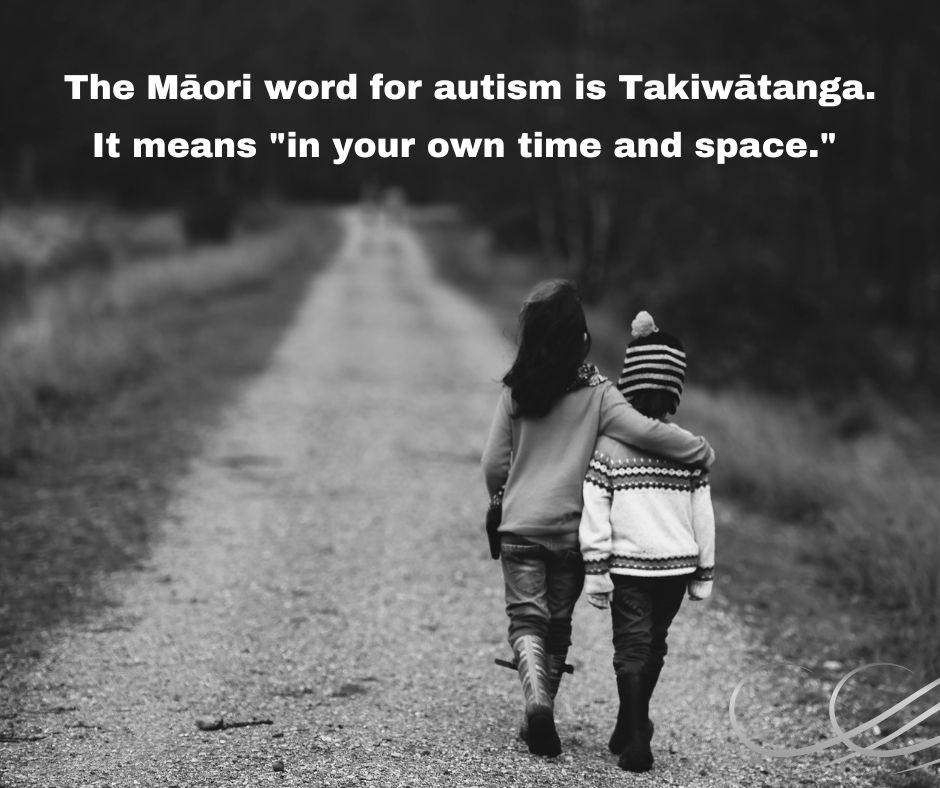 The Māori word for autism is Takiwātanga.
It means "in your own time and space."